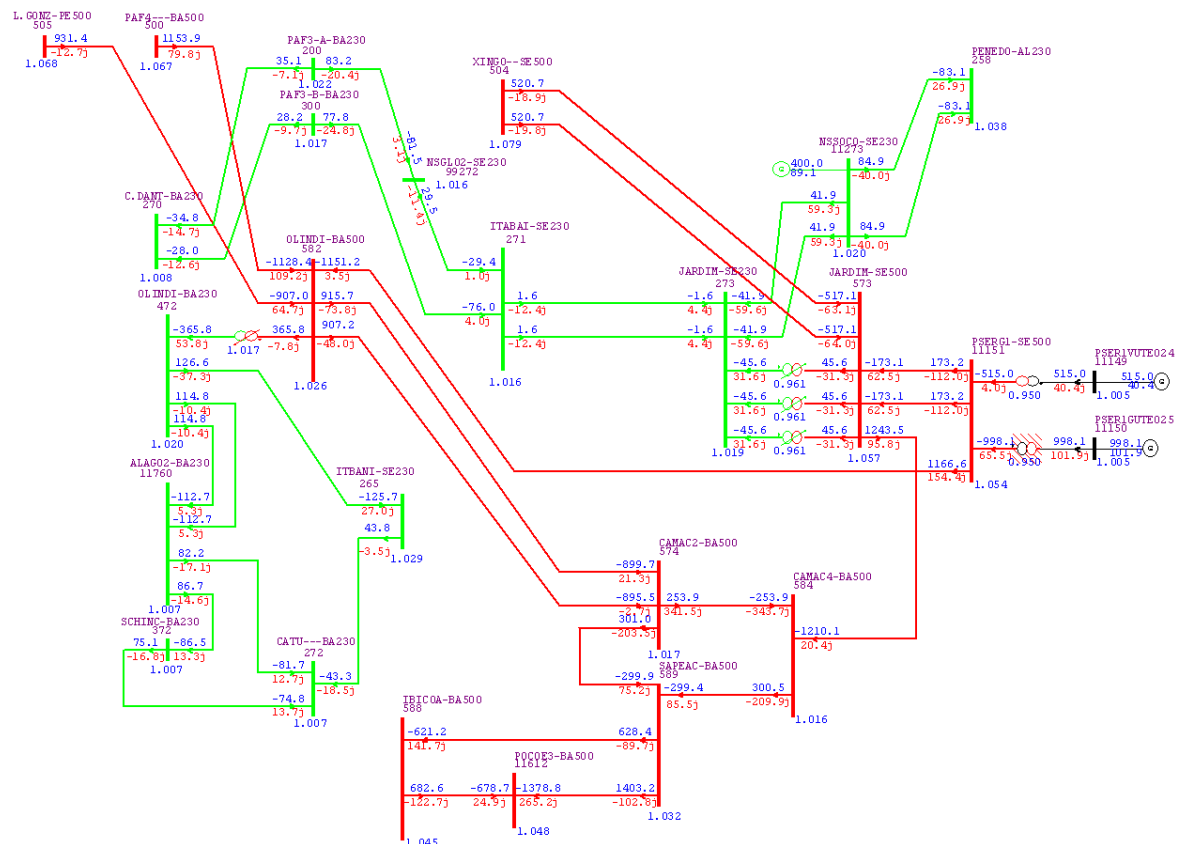 L.GONZ-PE500
505
931.4
-12.7j
1.068
PAF4---BA500
500
1153.9
79.8j
1.067
PAF3-A-BA230
200
35.1
83.2
-7.1j
-20.4j
1.022
PAF3-B-BA230
300
28.2
77.8
-9.7j
-24.8j
1.017
-81.5
3.1j
NSGLO2-SE230
99272
1.016
29.5
-11.4j
XINGO--SE500
504
520.7
-18.9j
520.7
-19.8j
1.079
PENEDO-AL230
258
-83.1
26.9j
-83.1
26.9j
1.038
NSSOCO-SE230
11273
400.0
89.1
84.9
-40.0j
41.9
59.3j
41.9
84.9
59.3j
-40.0j
1.020
C.DANT-BA230
270
-34.8
-14.7j
-28.0
-12.6j
1.008
OLINDI-BA500
582
-1128.4
-1151.2
109.2j
3.5j
-907.0
915.7
64.7j
-73.8j
365.8
907.2
-7.8j
-48.0j
1.026
OLINDI-BA230
472
-365.8
53.8j
1.017
126.6
-37.3j
114.8
-10.4j
114.8
-10.4j
1.020
ITABAI-SE230
271
-29.4
1.0j
-76.0
4.0j
1.6
-12.4j
1.6
-12.4j
1.016
JARDIM-SE230
273
-1.6
-41.9
4.4j
-59.6j
-1.6
-41.9
4.4j
-59.6j
-45.6
31.6j
0.961
-45.6
31.6j
0.961
-45.6
31.6j
0.961
1.019
JARDIM-SE500
573
-517.1
-63.1j
-517.1
-64.0j
45.6
-173.1
-31.3j
62.5j
45.6
-173.1
-31.3j
62.5j
45.6
1243.5
-31.3j
95.8j
1.057
PSERG1-SE500
11151
173.2
-515.0
-112.0j
4.0j
0.950
173.2
-112.0j
-998.1
65.5j
0.950
1166.6
154.4j
1.054
PSER1VUTE024
11149
515.0
515.0
40.4j
40.4
1.005
PSER1GUTE025
11150
998.1
998.1
101.9j
101.9
1.005
ALAGO2-BA230
11760
-112.7
5.3j
-112.7
5.3j
82.2
-17.1j
86.7
-14.6j
1.007
ITBANI-SE230
265
-125.7
27.0j
43.8
-3.5j
1.029
SCHINC-BA230
372
75.1
-86.5
-16.8j
13.3j
1.007
CATU---BA230
272
-81.7
12.7j
-43.3
-18.5j
-74.8
13.7j
1.007
CAMAC2-BA500
574
-899.7
21.3j
-895.5
253.9
-2.7j
341.5j
301.0
-203.5j
1.017
CAMAC4-BA500
584
-253.9
-343.7j
-1210.1
20.4j
300.5
-209.9j
1.016
SAPEAC-BA500
589
-299.9
75.2j
-299.4
85.5j
628.4
-89.7j
1403.2
-102.8j
1.032
IBICOA-BA500
588
-621.2
141.7j
682.6
-122.7j
1.045
POCOE3-BA500
11612
-678.7
-1378.8
24.9j
265.2j
1.048